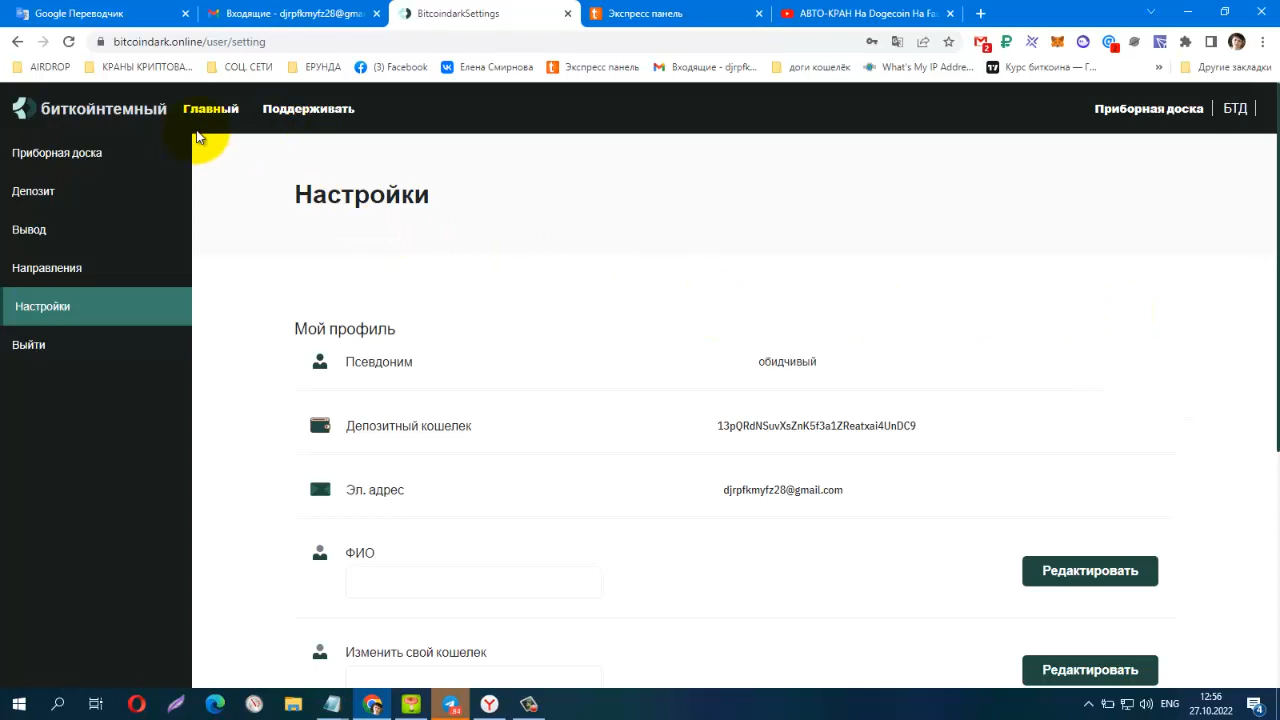 Google Переводчик
Входящие - djrpfkmyfz28@gma
BitcoindarkSettings
Экспресс панель
АВТО-КРАН На Dogecoin На Fa
bitcoindark.online/user/setting
2
2
AIRDROP
КРАНЫ КРИПТОВА...
СОЦ. СЕТИ
ЕРУНДА
(3) Facebook
Елена Смирнова
Экспресс панель
Входящие - djrpfk...
доги кошелёк
What's My IP Addre...
Курс биткоина — Г...
»
Другие закладки
биткойнтемный
Главный
Поддерживать
Приборная доска
БТД
Приборная доска
Депозит
Вывод
Направления
Настройки
Выйти
Настройки
Мой профиль
Псевдоним
обидчивый
Депозитный кошелек
13pQRdNSuvXsZnK5f3a1ZReatxai4UnDC9
Эл. адрес
djrpfkmyfz28@gmail.com
ФИО
Редактировать
Изменить свой кошелек
Редактировать
84
ENG
12:56
27.10.2022
4